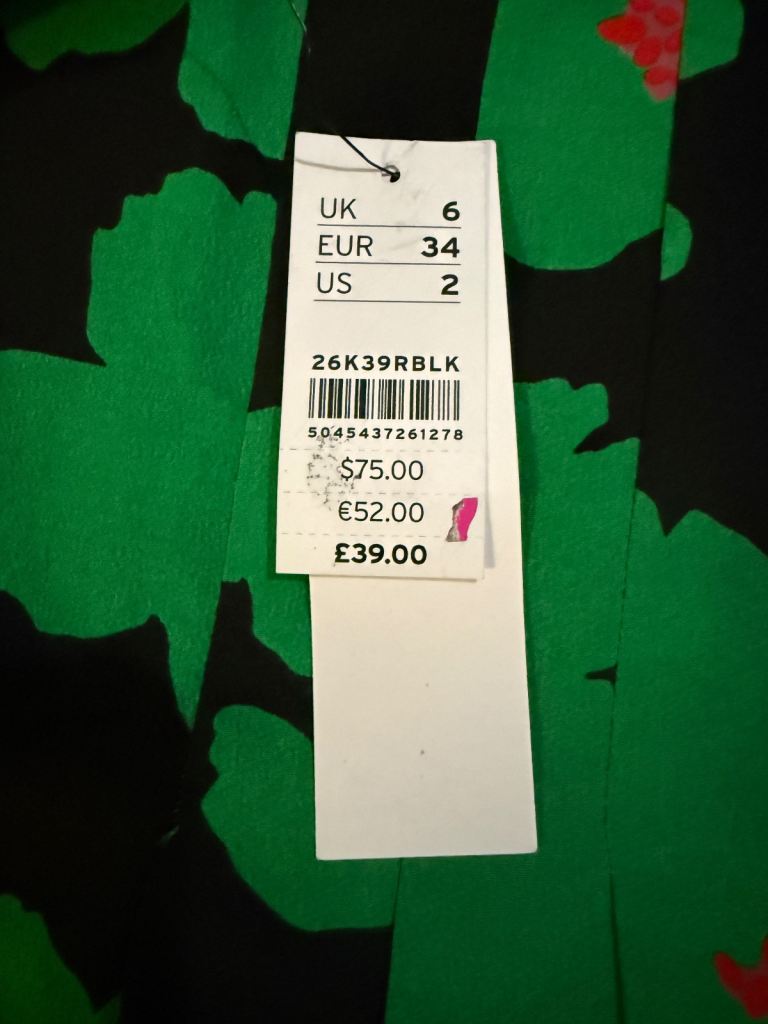 UK 6
EUR 34
US 2
26K39RBLK
5045437261278
$75.00
€52.00
£39.00